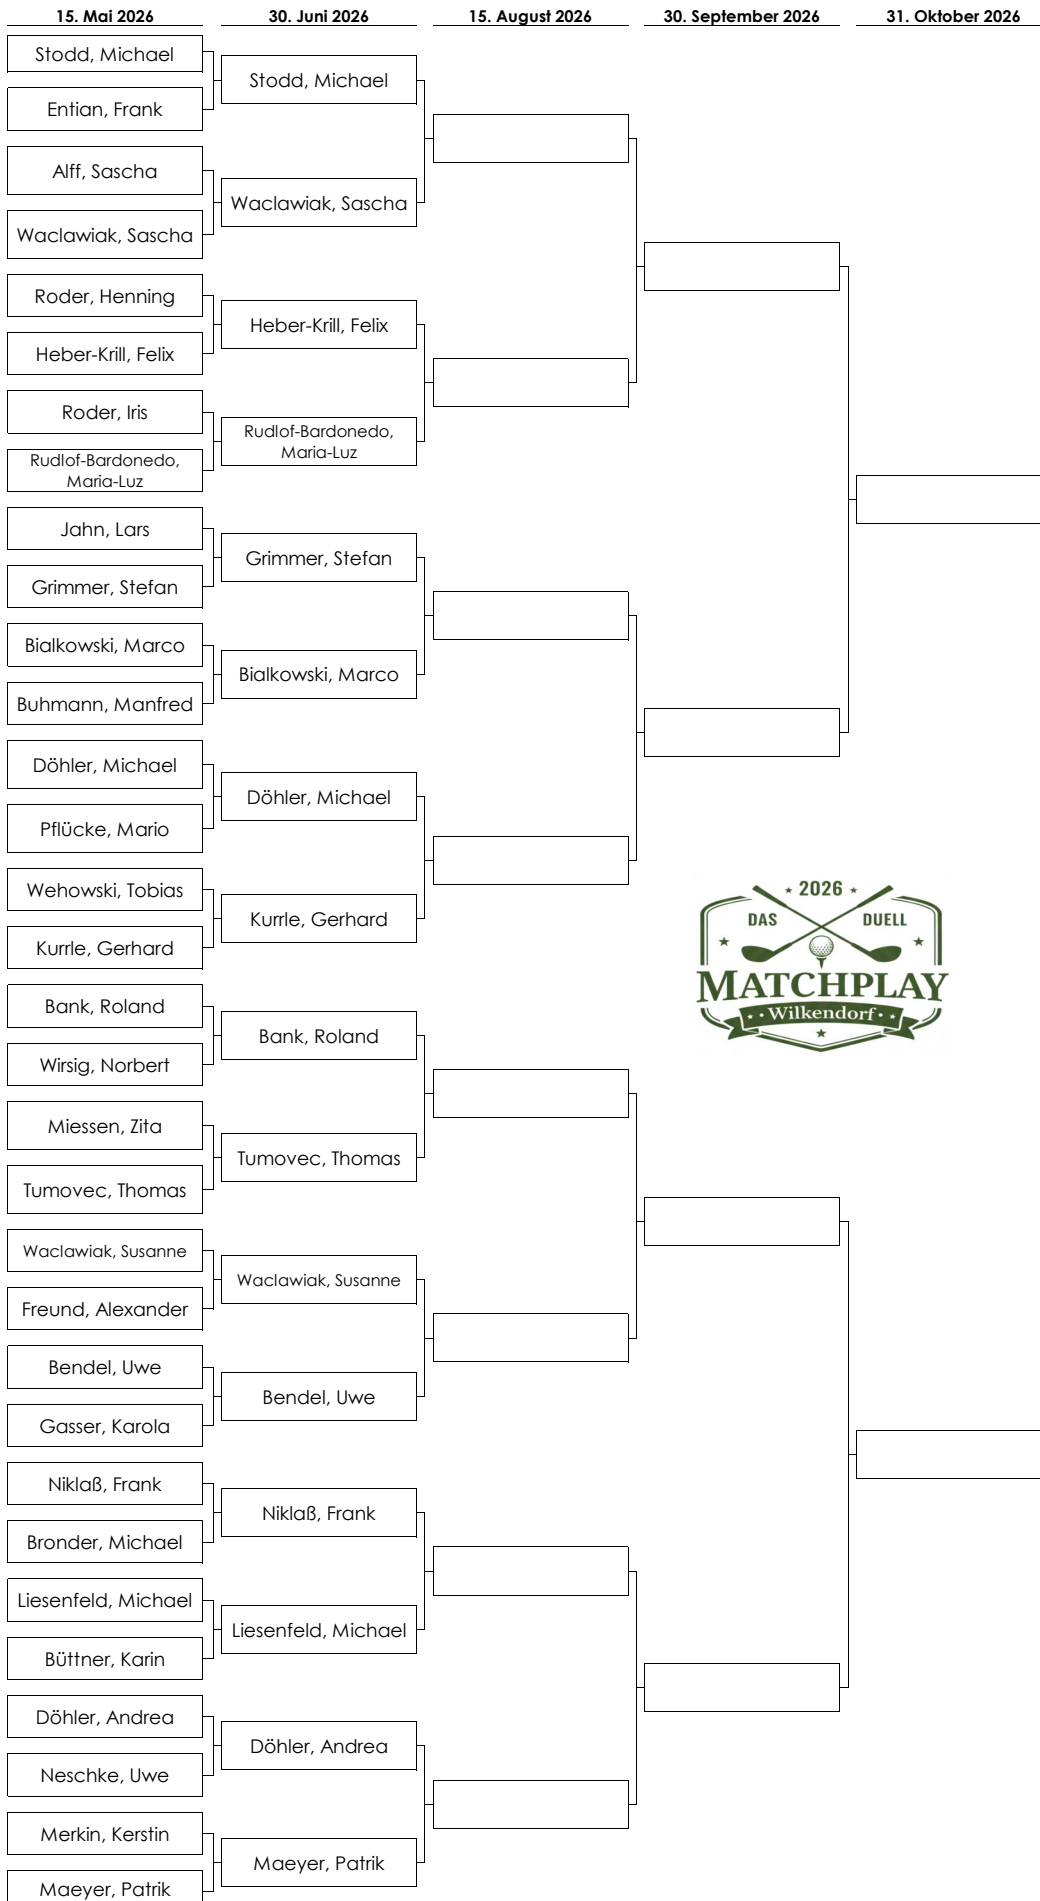 15. Mai 2026
30. Juni 2026
15. August 2026
30. September 2026
31. Oktober 2026
Stodd, Michael
Entian, Frank
Alff, Sascha
Waclawiak, Sascha
Roder, Henning
Heber-Krill, Felix
Roder, Iris
Rudlof-Bardonedo,
Maria-Luz
Jahn, Lars
Grimmer, Stefan
Bialkowski, Marco
Buhmann, Manfred
Döhler, Michael
Pflücke, Mario
Wehowski, Tobias
Kurrle, Gerhard
Bank, Roland
Wirsig, Norbert
Miessen, Zita
Tumovec, Thomas
Waclawiak, Susanne
Freund, Alexander
Bendel, Uwe
Gasser, Karola
Niklaß, Frank
Bronder, Michael
Liesenfeld, Michael
Büttner, Karin
Döhler, Andrea
Neschke, Uwe
Merkin, Kerstin
Maeyer, Patrik
Stodd, Michael
Waclawiak, Sascha
Heber-Krill, Felix
Rudlof-Bardonedo,
Maria-Luz
Grimmer, Stefan
Bialkowski, Marco
Döhler, Michael
Kurrle, Gerhard
Bank, Roland
Tumovec, Thomas
Waclawiak, Susanne
Bendel, Uwe
Niklaß, Frank
Liesenfeld, Michael
Döhler, Andrea
Maeyer, Patrik
2026
DAS DUELL
MATCHPLAY
Wilkendorf